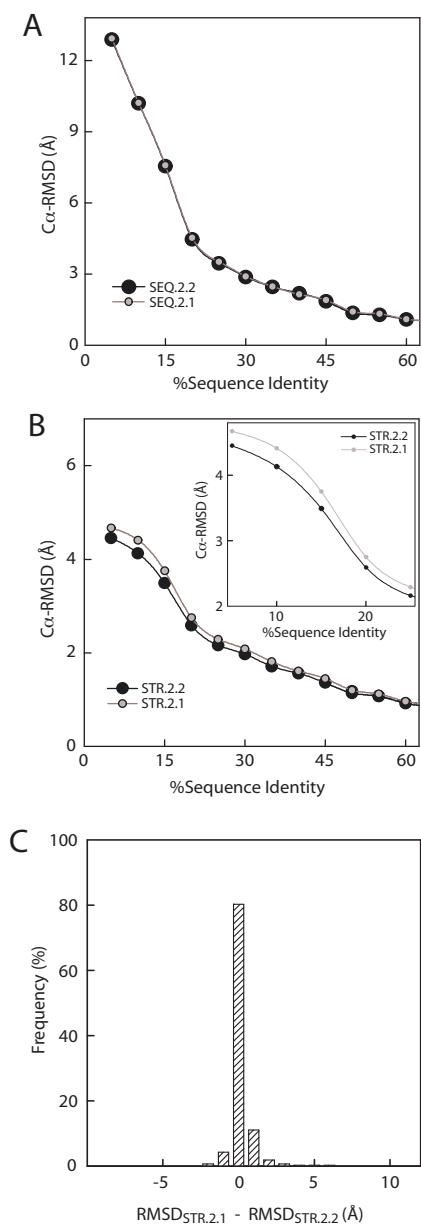 A
12
9
6
3
0
Cα-RMSD (Å)
SEQ.2.2
SEQ.2.1
0 15 30 45 60
%Sequence Identity
B
6
4
2
0
Cα-RMSD (Å)
STR.2.2
STR.2.1
4
3
2
Cα-RMSD (Å)
10 20
%Sequence Identity
STR.2.2
STR.2.1
0 15 30 45 60
%Sequence Identity
C
100
80
60
40
20
0
Frequency (%)
-5 0 5 10
RMSDSTR.2.1 - RMSDSTR.2.2 (Å)